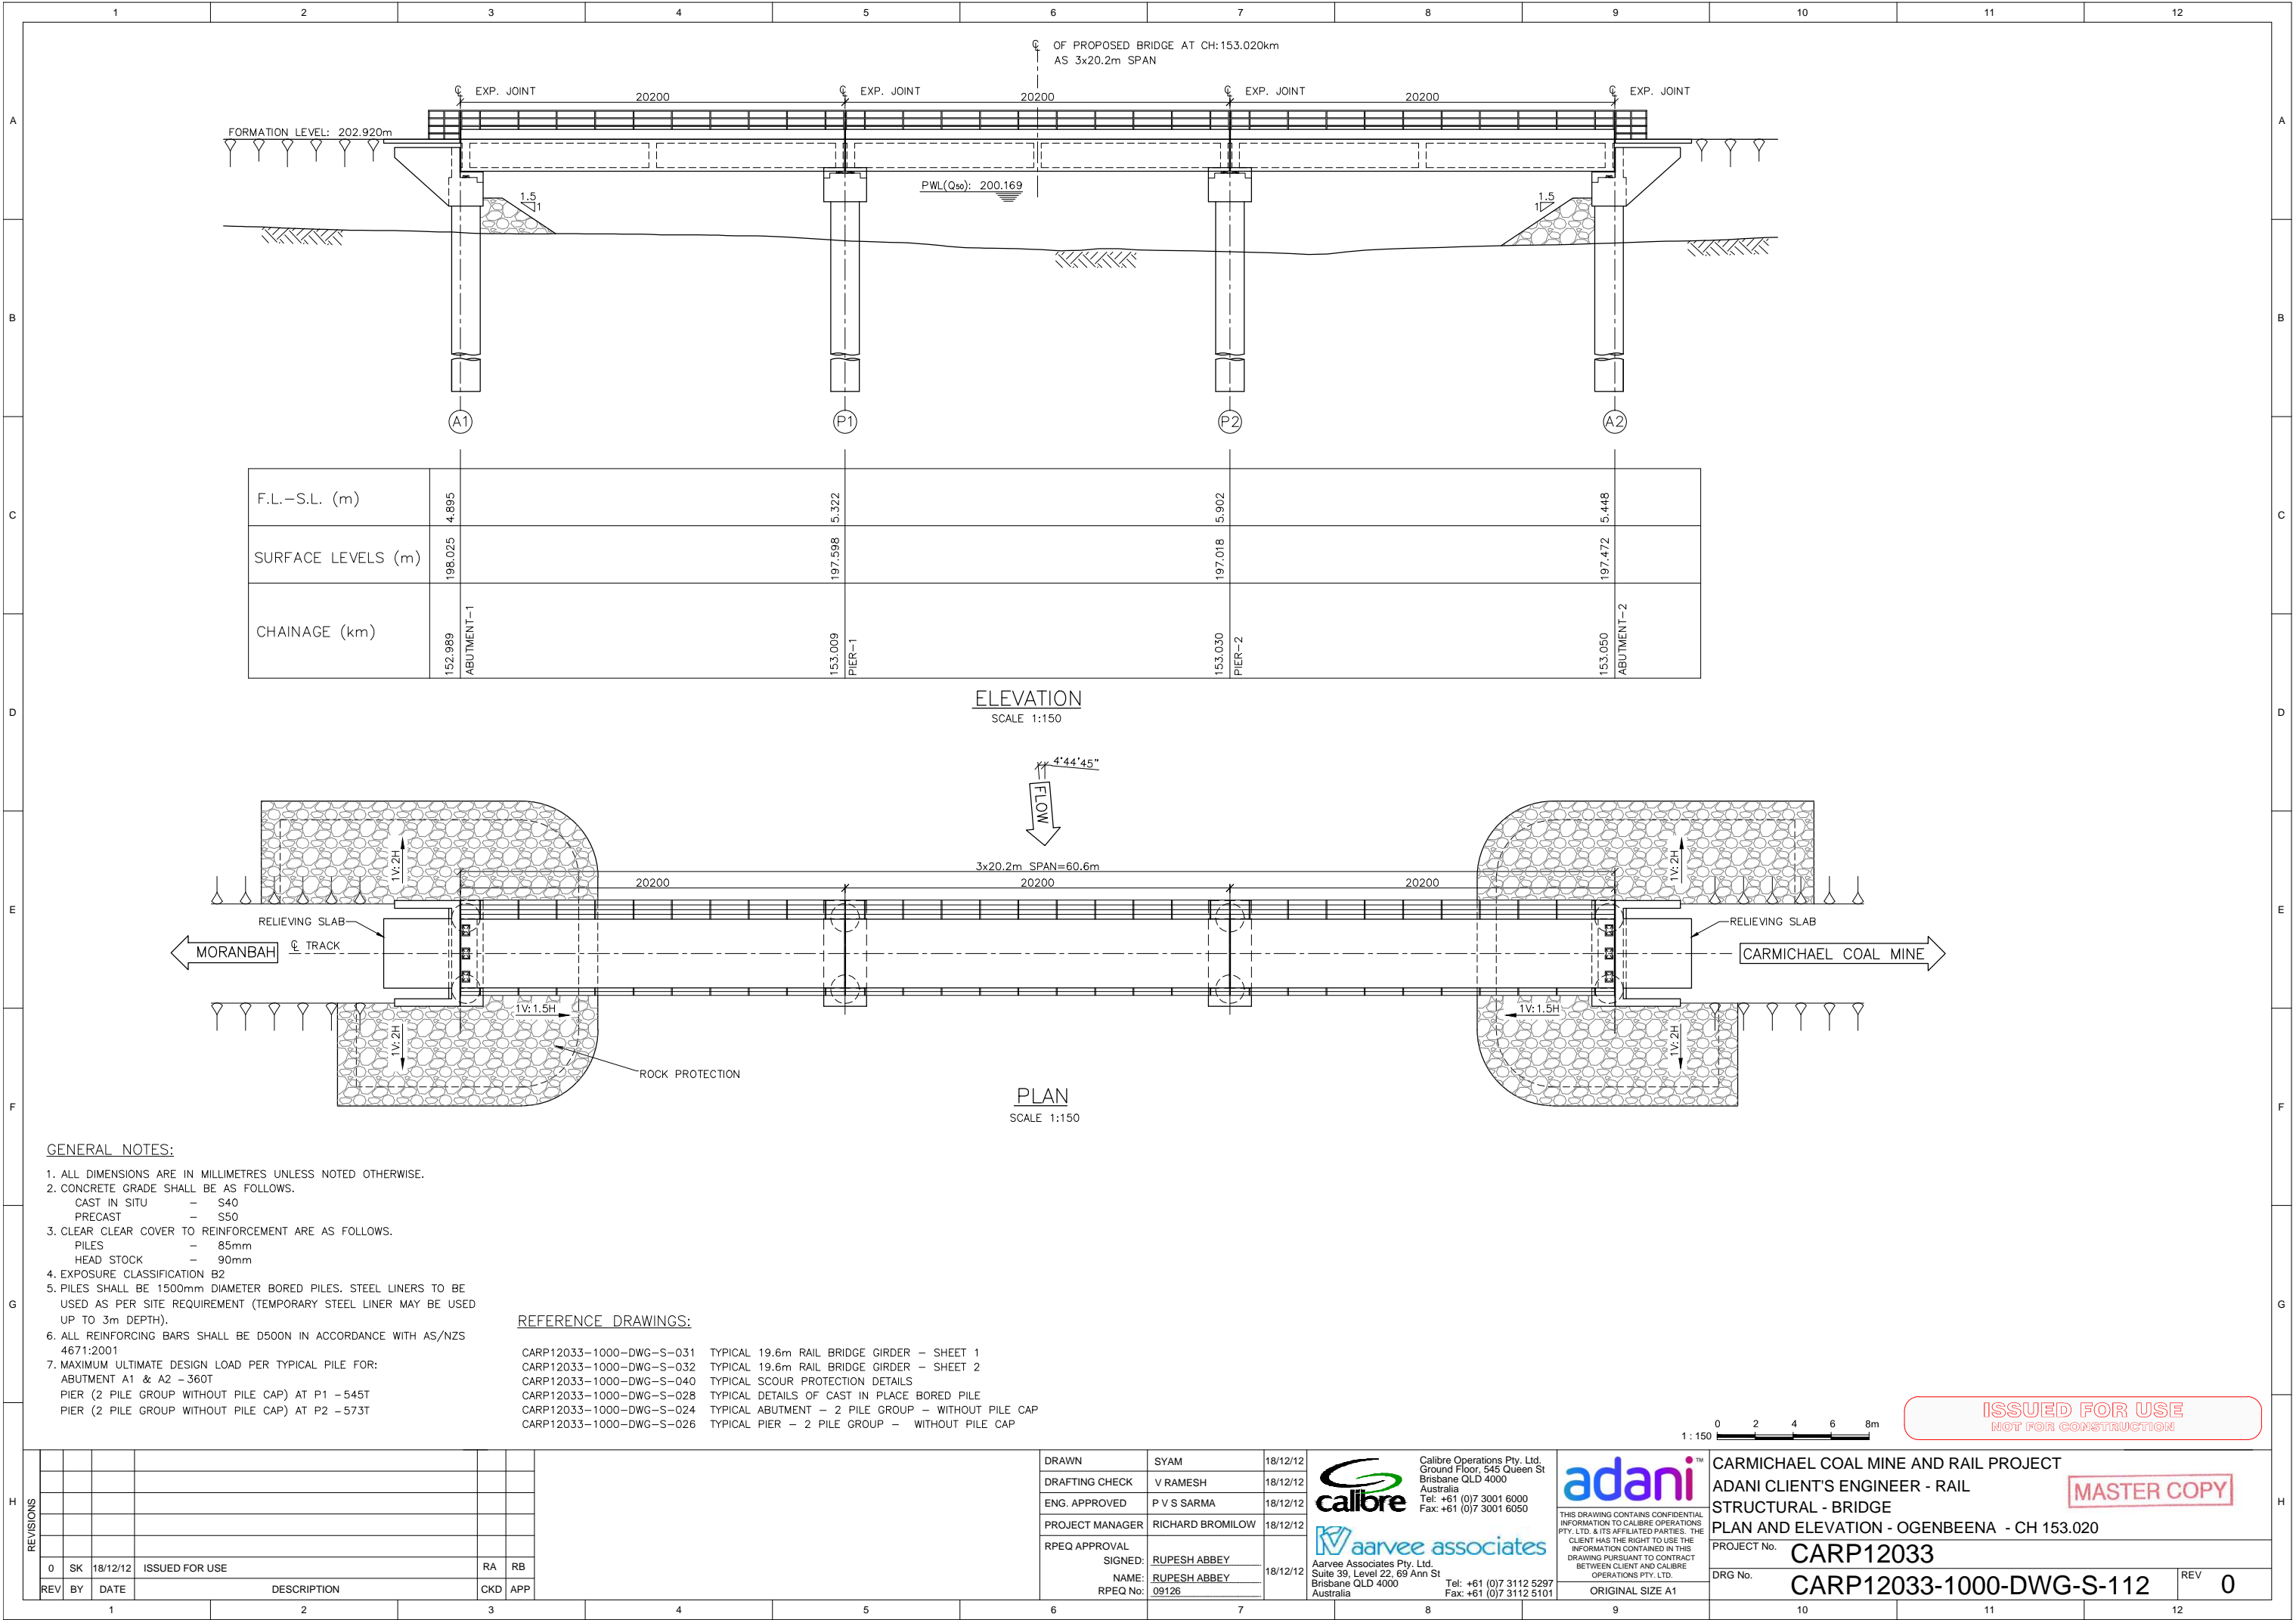 1 2 3 4 5 6 7 8 9 10 11 12
℄ OF PROPOSED BRIDGE AT CH:153.020km
AS 3x20.2m SPAN
℄ EXP. JOINT ℄ EXP. JOINT ℄ EXP. JOINT ℄ EXP. JOINT
20200 20200 20200
A A
FORMATION LEVEL: 202.920m
PWL(Q50): 200.169
1.5
1
1.5
1
B B
A1 P1 P2 A2
F.L.-S.L. (m) 4.895 5.322 5.902 5.448
C C
SURFACE LEVELS (m) 198.025 197.598 197.018 197.472
CHAINAGE (km) 152.989 ABUTMENT-1 153.009 PIER-1 153.030 PIER-2 153.050 ABUTMENT-2
ELEVATION
D D
SCALE 1:150
4°44'45"
FLOW
1V:2H 1V:2H
3x20.2m SPAN=60.6m
20200 20200 20200
E E
RELIEVING SLAB RELIEVING SLAB
MORANBAH ℄ TRACK CARMICHAEL COAL MINE
1V:1.5H 1V:1.5H
1V:2H 1V:2H
ROCK PROTECTION
PLAN
F F
SCALE 1:150
GENERAL NOTES:
1. ALL DIMENSIONS ARE IN MILLIMETRES UNLESS NOTED OTHERWISE.
2. CONCRETE GRADE SHALL BE AS FOLLOWS.
CAST IN SITU - S40
PRECAST - S50
3. CLEAR CLEAR COVER TO REINFORCEMENT ARE AS FOLLOWS.
PILES - 85mm
HEAD STOCK - 90mm
4. EXPOSURE CLASSIFICATION B2
5. PILES SHALL BE 1500mm DIAMETER BORED PILES. STEEL LINERS TO BE
G G
USED AS PER SITE REQUIREMENT (TEMPORARY STEEL LINER MAY BE USED
UP TO 3m DEPTH).
6. ALL REINFORCING BARS SHALL BE D500N IN ACCORDANCE WITH AS/NZS
4671:2001
7. MAXIMUM ULTIMATE DESIGN LOAD PER TYPICAL PILE FOR:
ABUTMENT A1 & A2 - 360T
PIER (2 PILE GROUP WITHOUT PILE CAP) AT P1 - 545T
PIER (2 PILE GROUP WITHOUT PILE CAP) AT P2 - 573T
REFERENCE DRAWINGS:
CARP12033-1000-DWG-S-031 TYPICAL 19.6m RAIL BRIDGE GIRDER - SHEET 1
CARP12033-1000-DWG-S-032 TYPICAL 19.6m RAIL BRIDGE GIRDER - SHEET 2
CARP12033-1000-DWG-S-040 TYPICAL SCOUR PROTECTION DETAILS
CARP12033-1000-DWG-S-028 TYPICAL DETAILS OF CAST IN PLACE BORED PILE
CARP12033-1000-DWG-S-024 TYPICAL ABUTMENT - 2 PILE GROUP - WITHOUT PILE CAP
CARP12033-1000-DWG-S-026 TYPICAL PIER - 2 PILE GROUP - WITHOUT PILE CAP
1 : 150 0 2 4 6 8m
ISSUED FOR USE
NOT FOR CONSTRUCTION
H H
REVISIONS
0 SK 18/12/12 ISSUED FOR USE RA RB
REV BY DATE DESCRIPTION CKD APP
DRAWN SYAM 18/12/12
DRAFTING CHECK V RAMESH 18/12/12
ENG. APPROVED P V S SARMA 18/12/12
PROJECT MANAGER RICHARD BROMILOW 18/12/12
RPEQ APPROVAL
SIGNED: RUPESH ABBEY
18/12/12
NAME: RUPESH ABBEY
RPEQ No: 09126
calibre
Calibre Operations Pty. Ltd.
Ground Floor, 545 Queen St
Brisbane QLD 4000
Australia
Tel: +61 (0)7 3001 6000
Fax: +61 (0)7 3001 6050
aarvee associates
Aarvee Associates Pty. Ltd.
Suite 39, Level 22, 69 Ann St
Brisbane QLD 4000 Tel: +61 (0)7 3112 5297
Australia Fax: +61 (0)7 3112 5101
adani™
THIS DRAWING CONTAINS CONFIDENTIAL
INFORMATION TO CALIBRE OPERATIONS
PTY. LTD. & ITS AFFILIATED PARTIES. THE
CLIENT HAS THE RIGHT TO USE THE
INFORMATION CONTAINED IN THIS
DRAWING PURSUANT TO CONTRACT
BETWEEN CLIENT AND CALIBRE
OPERATIONS PTY. LTD.
ORIGINAL SIZE A1
CARMICHAEL COAL MINE AND RAIL PROJECT
ADANI CLIENT'S ENGINEER - RAIL
MASTER COPY
STRUCTURAL - BRIDGE
PLAN AND ELEVATION - OGENBEENA - CH 153.020
PROJECT No. CARP12033
DRG No. CARP12033-1000-DWG-S-112 REV 0
1 2 3 4 5 6 7 8 9 10 11 12